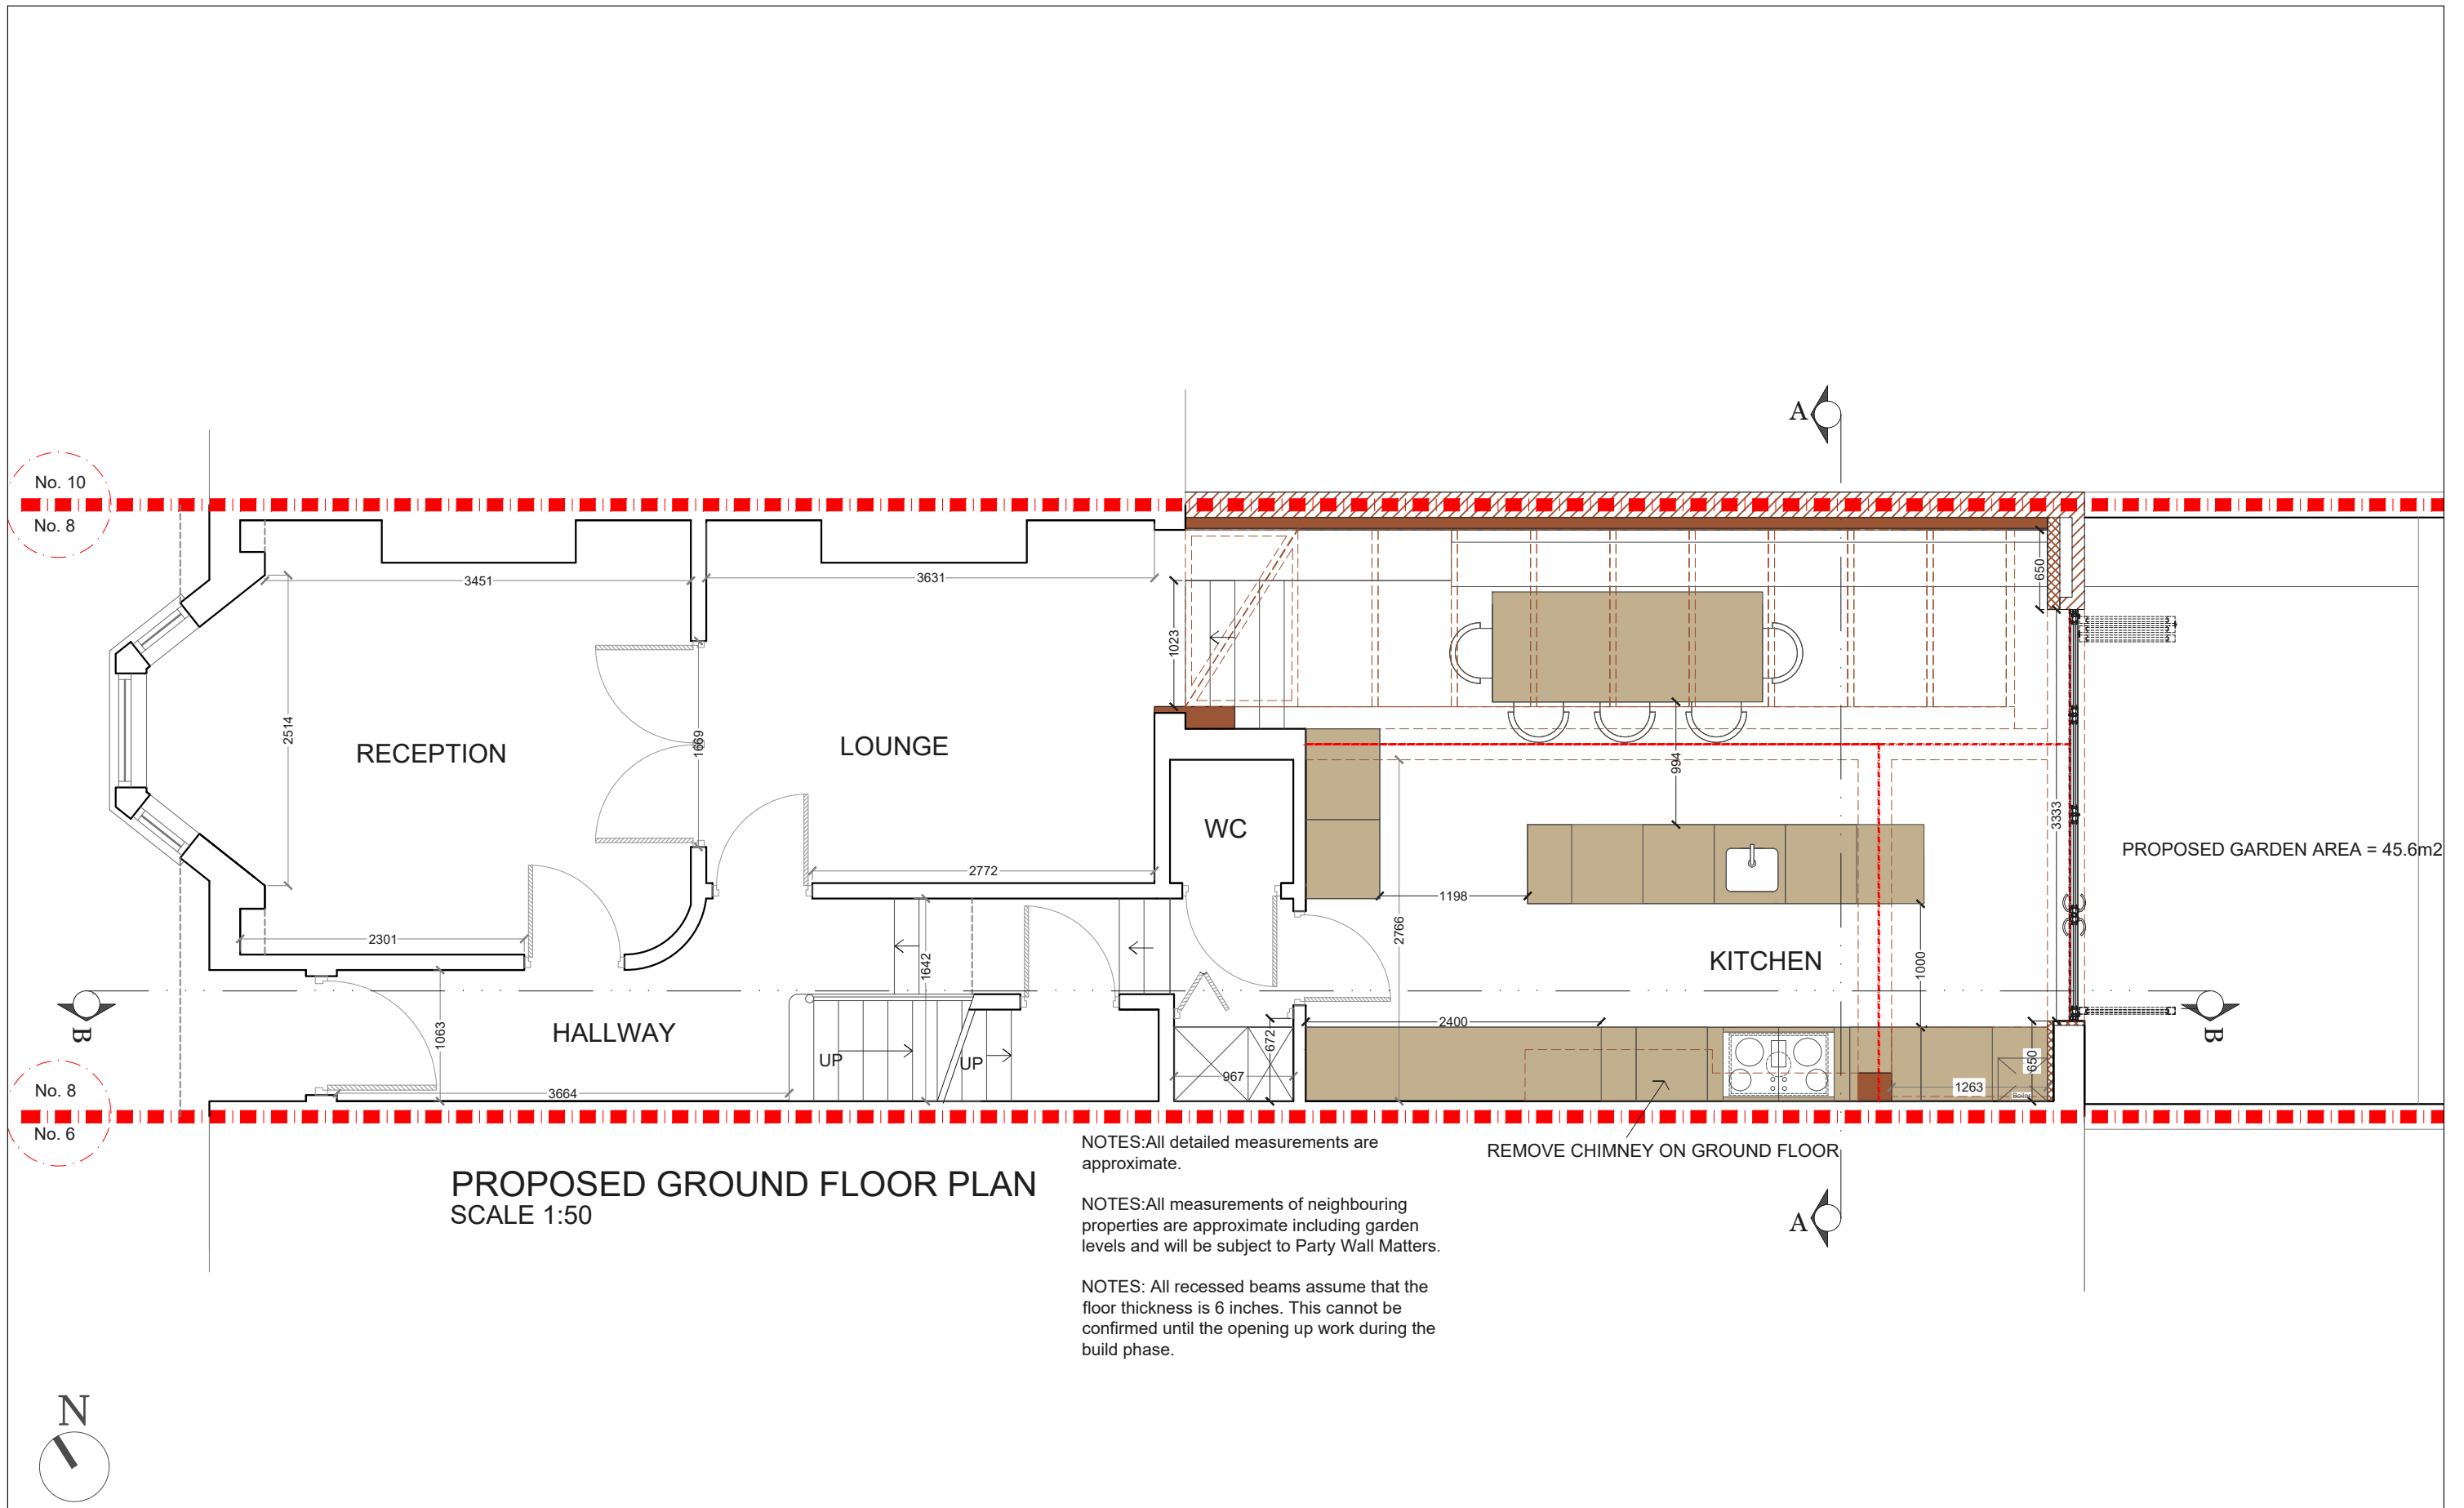 A
No. 10
No. 8
650
3451
3631
1023
2514
1669
RECEPTION
LOUNGE
994
WC
3333
PROPOSED GARDEN AREA = 45.6m2
2772
1198
2766
2301
1642
KITCHEN
1000
B
HALLWAY
1063
UP
UP
672
2400
B
650
967
1263
Boiler
3664
No. 8
No. 6
NOTES:All detailed measurements are
approximate.
REMOVE CHIMNEY ON GROUND FLOOR
PROPOSED GROUND FLOOR PLAN
SCALE 1:50
NOTES:All measurements of neighbouring
properties are approximate including garden
levels and will be subject to Party Wall Matters.
A
NOTES: All recessed beams assume that the
floor thickness is 6 inches. This cannot be
confirmed until the opening up work during the
build phase.
N